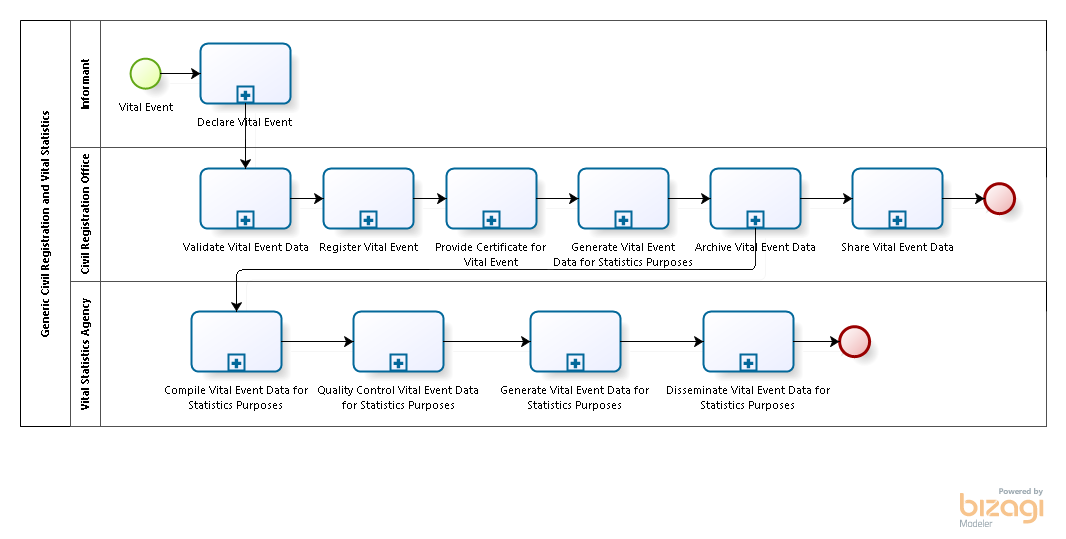 Generic Civil Registration and Vital Statistics
Informant
Vital Event
Declare Vital Event
Civil Registration Office
Validate Vital Event Data
Register Vital Event
Provide Certificate for
Vital Event
Generate Vital Event
Data for Statistics Purposes
Archive Vital Event Data
Share Vital Event Data
Vital Statistics Agency
Compile Vital Event Data for
Statistics Purposes
Quality Control Vital Event Data
for Statistics Purposes
Generate Vital Event Data for
Statistics Purposes
Disseminate Vital Event Data for
Statistics Purposes
Powered by
bizagi
Modeler